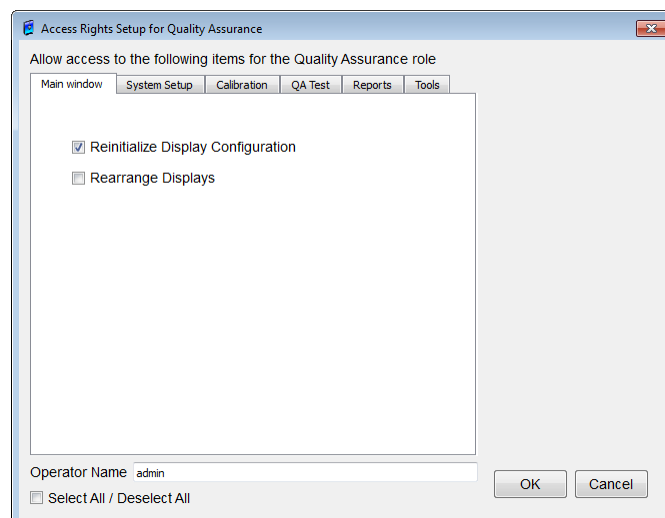 Access Rights Setup for Quality Assurance
Allow access to the following items for the Quality Assurance role
Main window System Setup Calibration QA Test Reports Tools
Reinitialize Display Configuration
Rearrange Displays
Operator Name admin
OK Cancel
Select All / Deselect All